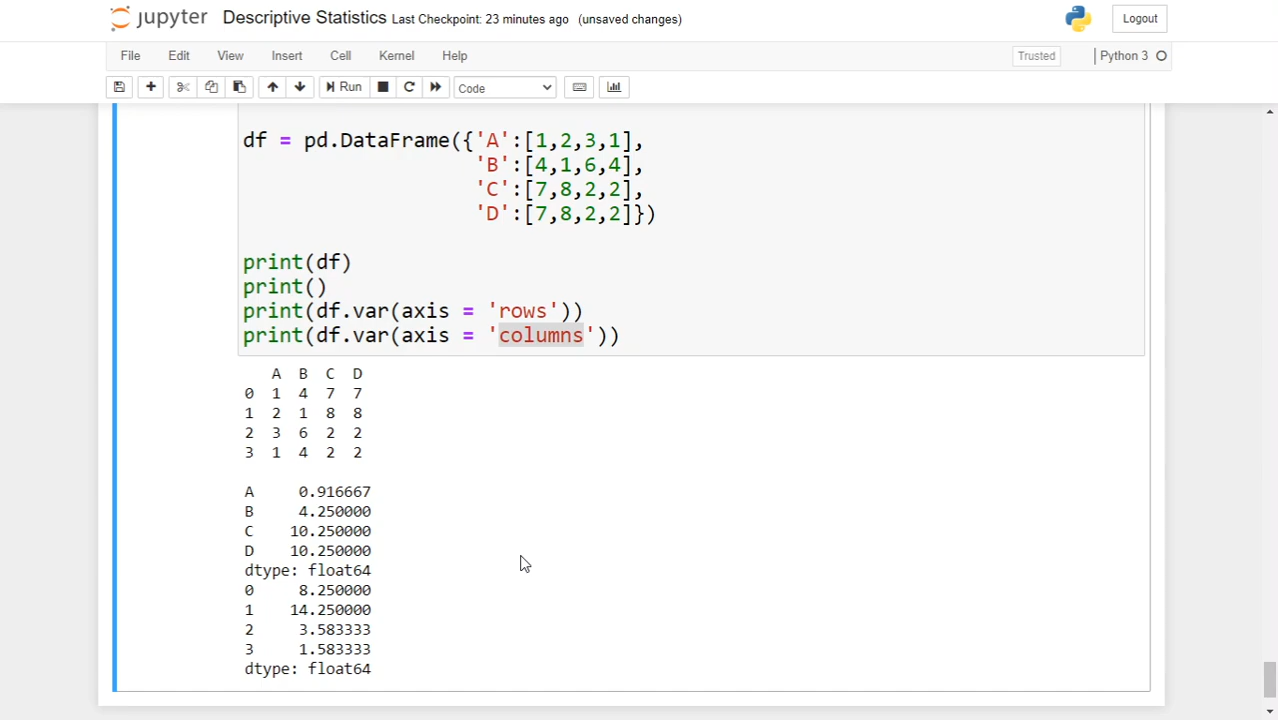 jupyter Descriptive Statistics Last Checkpoint: 23 minutes ago (unsaved changes) Logout
File Edit View Insert Cell Kernel Help Trusted Python 3
Run Code
df = pd.DataFrame({'A':[1,2,3,1],
'B':[4,1,6,4],
'C':[7,8,2,2],
'D':[7,8,2,2]})
print(df)
print()
print(df.var(axis = 'rows'))
print(df.var(axis = 'columns'))
A B C D
0 1 4 7 7
1 2 1 8 8
2 3 6 2 2
3 1 4 2 2
A 0.916667
B 4.250000
C 10.250000
D 10.250000
dtype: float64
0 8.250000
1 14.250000
2 3.583333
3 1.583333
dtype: float64